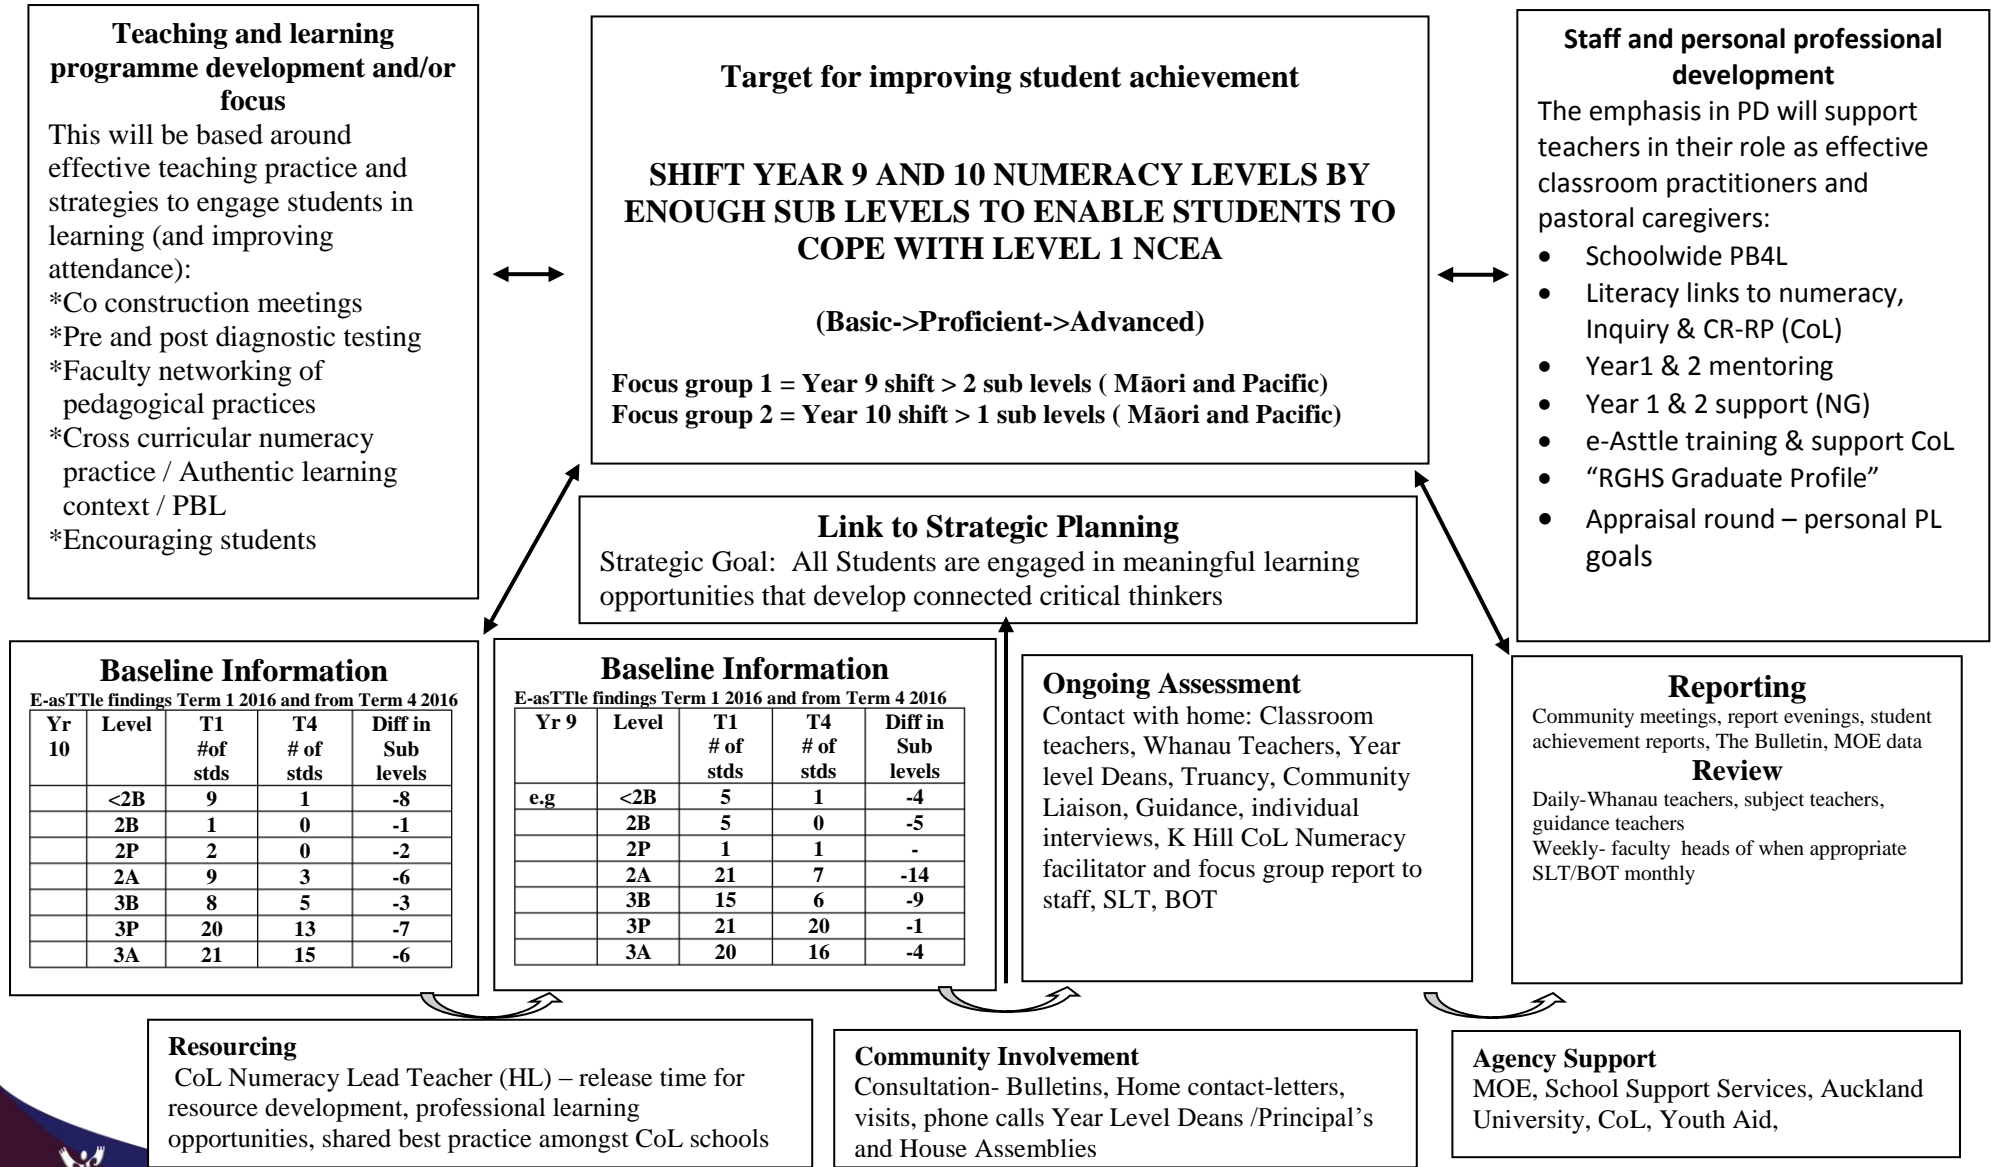 Teaching and learning
programme development and/or
focus
This will be based around
effective teaching practice and
strategies to engage students in
learning (and improving
attendance):
*Co construction meetings
*Pre and post diagnostic testing
*Faculty networking of
pedagogical practices
*Cross curricular numeracy
practice / Authentic learning
context / PBL
*Encouraging students
Target for improving student achievement
SHIFT YEAR 9 AND 10 NUMERACY LEVELS BY
ENOUGH SUB LEVELS TO ENABLE STUDENTS TO
COPE WITH LEVEL 1 NCEA
(Basic->Proficient->Advanced)
Focus group 1 = Year 9 shift > 2 sub levels ( Māori and Pacific)
Focus group 2 = Year 10 shift > 1 sub levels ( Māori and Pacific)
Staff and personal professional
development
The emphasis in PD will support
teachers in their role as effective
classroom practitioners and
pastoral caregivers:
• Schoolwide PB4L
• Literacy links to numeracy,
Inquiry & CR-RP (CoL)
• Year1 & 2 mentoring
• Year 1 & 2 support (NG)
• e-Asttle training & support CoL
• “RGHS Graduate Profile”
• Appraisal round – personal PL
goals
Link to Strategic Planning
Strategic Goal: All Students are engaged in meaningful learning
opportunities that develop connected critical thinkers
Baseline Information
E-asTTle findings Term 1 2016 and from Term 4 2016
Yr Level T1 T4 Diff in
10 #of # of Sub
stds stds levels
<2B 9 1 -8
2B 1 0 -1
2P 2 0 -2
2A 9 3 -6
3B 8 5 -3
3P 20 13 -7
3A 21 15 -6
Baseline Information
E-asTTle findings Term 1 2016 and from Term 4 2016
Yr 9 Level T1 T4 Diff in
# of # of Sub
stds stds levels
e.g <2B 5 1 -4
2B 5 0 -5
2P 1 1 -
2A 21 7 -14
3B 15 6 -9
3P 21 20 -1
3A 20 16 -4
Ongoing Assessment
Contact with home: Classroom
teachers, Whanau Teachers, Year
level Deans, Truancy, Community
Liaison, Guidance, individual
interviews, K Hill CoL Numeracy
facilitator and focus group report to
staff, SLT, BOT
Reporting
Community meetings, report evenings, student
achievement reports, The Bulletin, MOE data
Review
Daily-Whanau teachers, subject teachers,
guidance teachers
Weekly- faculty heads of when appropriate
SLT/BOT monthly
Resourcing
CoL Numeracy Lead Teacher (HL) – release time for
resource development, professional learning
opportunities, shared best practice amongst CoL schools
Community Involvement
Consultation- Bulletins, Home contact-letters,
visits, phone calls Year Level Deans /Principal’s
and House Assemblies
Agency Support
MOE, School Support Services, Auckland
University, CoL, Youth Aid,